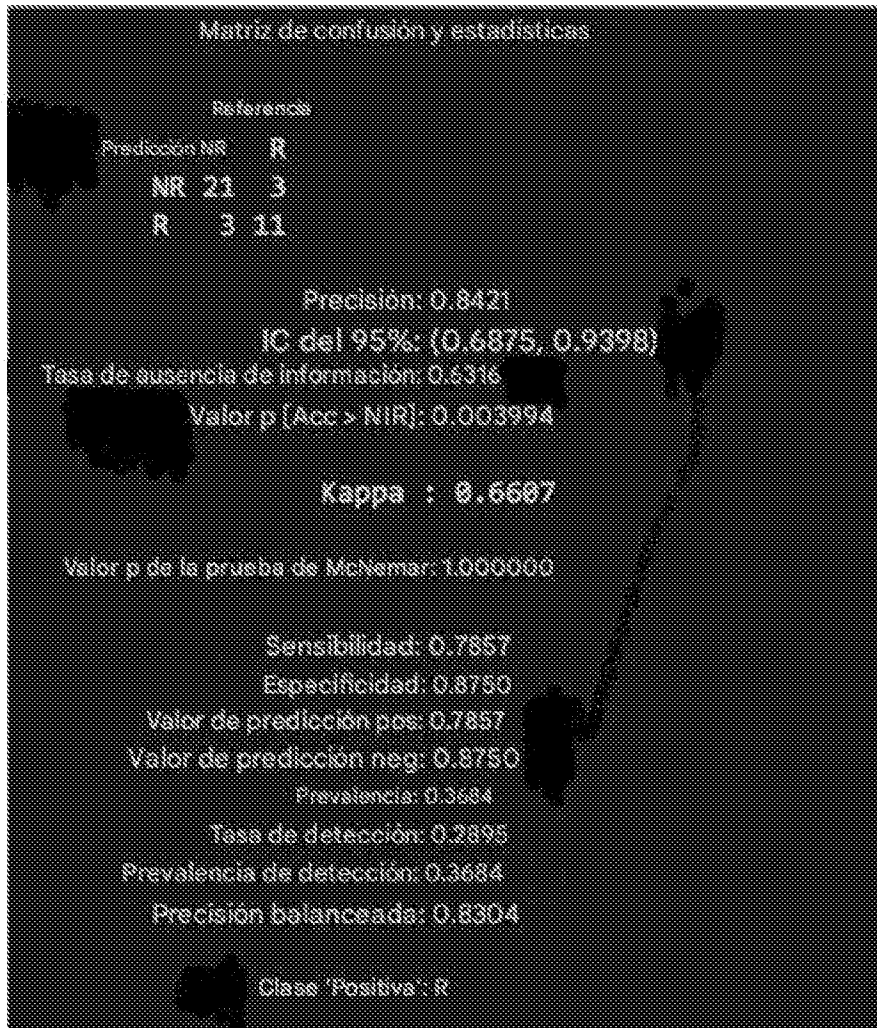 Matriz de confusión y estadísticas
Referencia
Predicción NR R
NR 21 3
R 3 11
Precisión: 0.8421
IC del 95%: (0.6875, 0.9398)
Tasa de ausencia de información: 0.6316
Valor p [Acc > NIR]: 0.003994
Kappa : 0.6607
Valor p de la prueba de McNemar: 1.000000
Sensibilidad: 0.7857
Especificidad: 0.8750
Valor de predicción pos: 0.7857
Valor de predicción neg: 0.8750
Prevalencia: 0.3684
Tasa de detección: 0.2895
Prevalencia de detección: 0.3684
Precisión balanceada: 0.8304
Clase 'Positiva': R